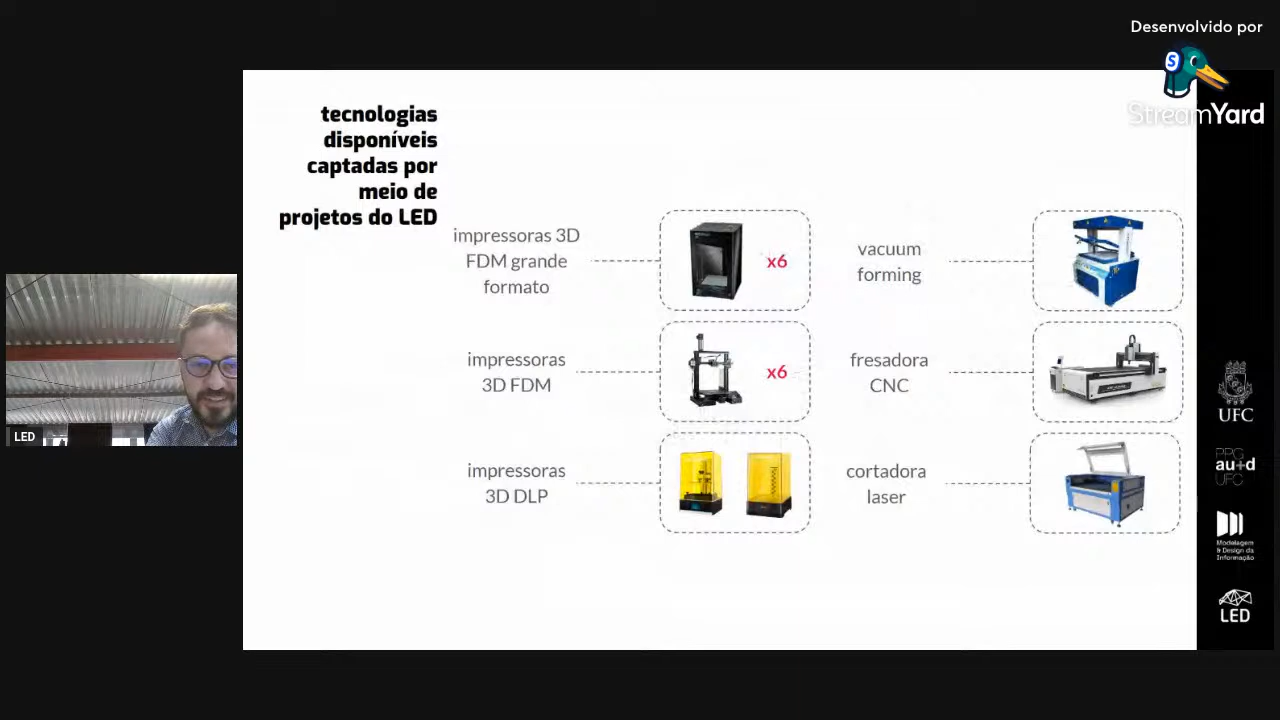 Desenvolvido por
StreamYard
tecnologias
disponíveis
captadas por
meio de
projetos do LED
impressoras 3D
FDM grande
formato
x6
vacuum
forming
impressoras
3D FDM
x6
fresadora
CNC
impressoras
3D DLP
cortadora
laser
LED
UFC
PPG
au+d
UFC
Modelagem
& Design da
Informação
LED